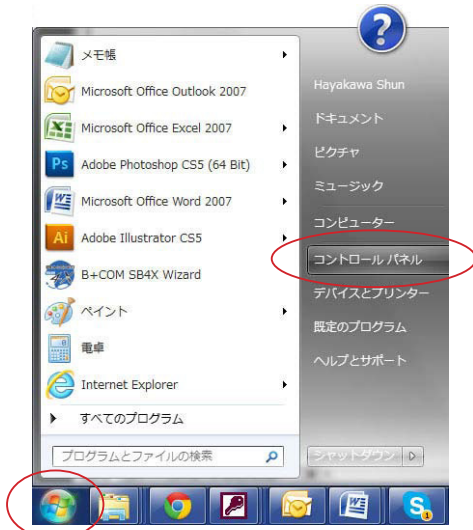 メモ帳
Microsoft Office Outlook 2007
Microsoft Office Excel 2007
Ps Adobe Photoshop CS5 (64 Bit)
Microsoft Office Word 2007
Ai Adobe Illustrator CS5
B+COM SB4X Wizard
ペイント
電卓
Internet Explorer
すべてのプログラム
プログラムとファイルの検索
Hayakawa Shun
ドキュメント
ピクチャ
ミュージック
コンピューター
コントロール パネル
デバイスとプリンター
既定のプログラム
ヘルプとサポート
シャットダウン